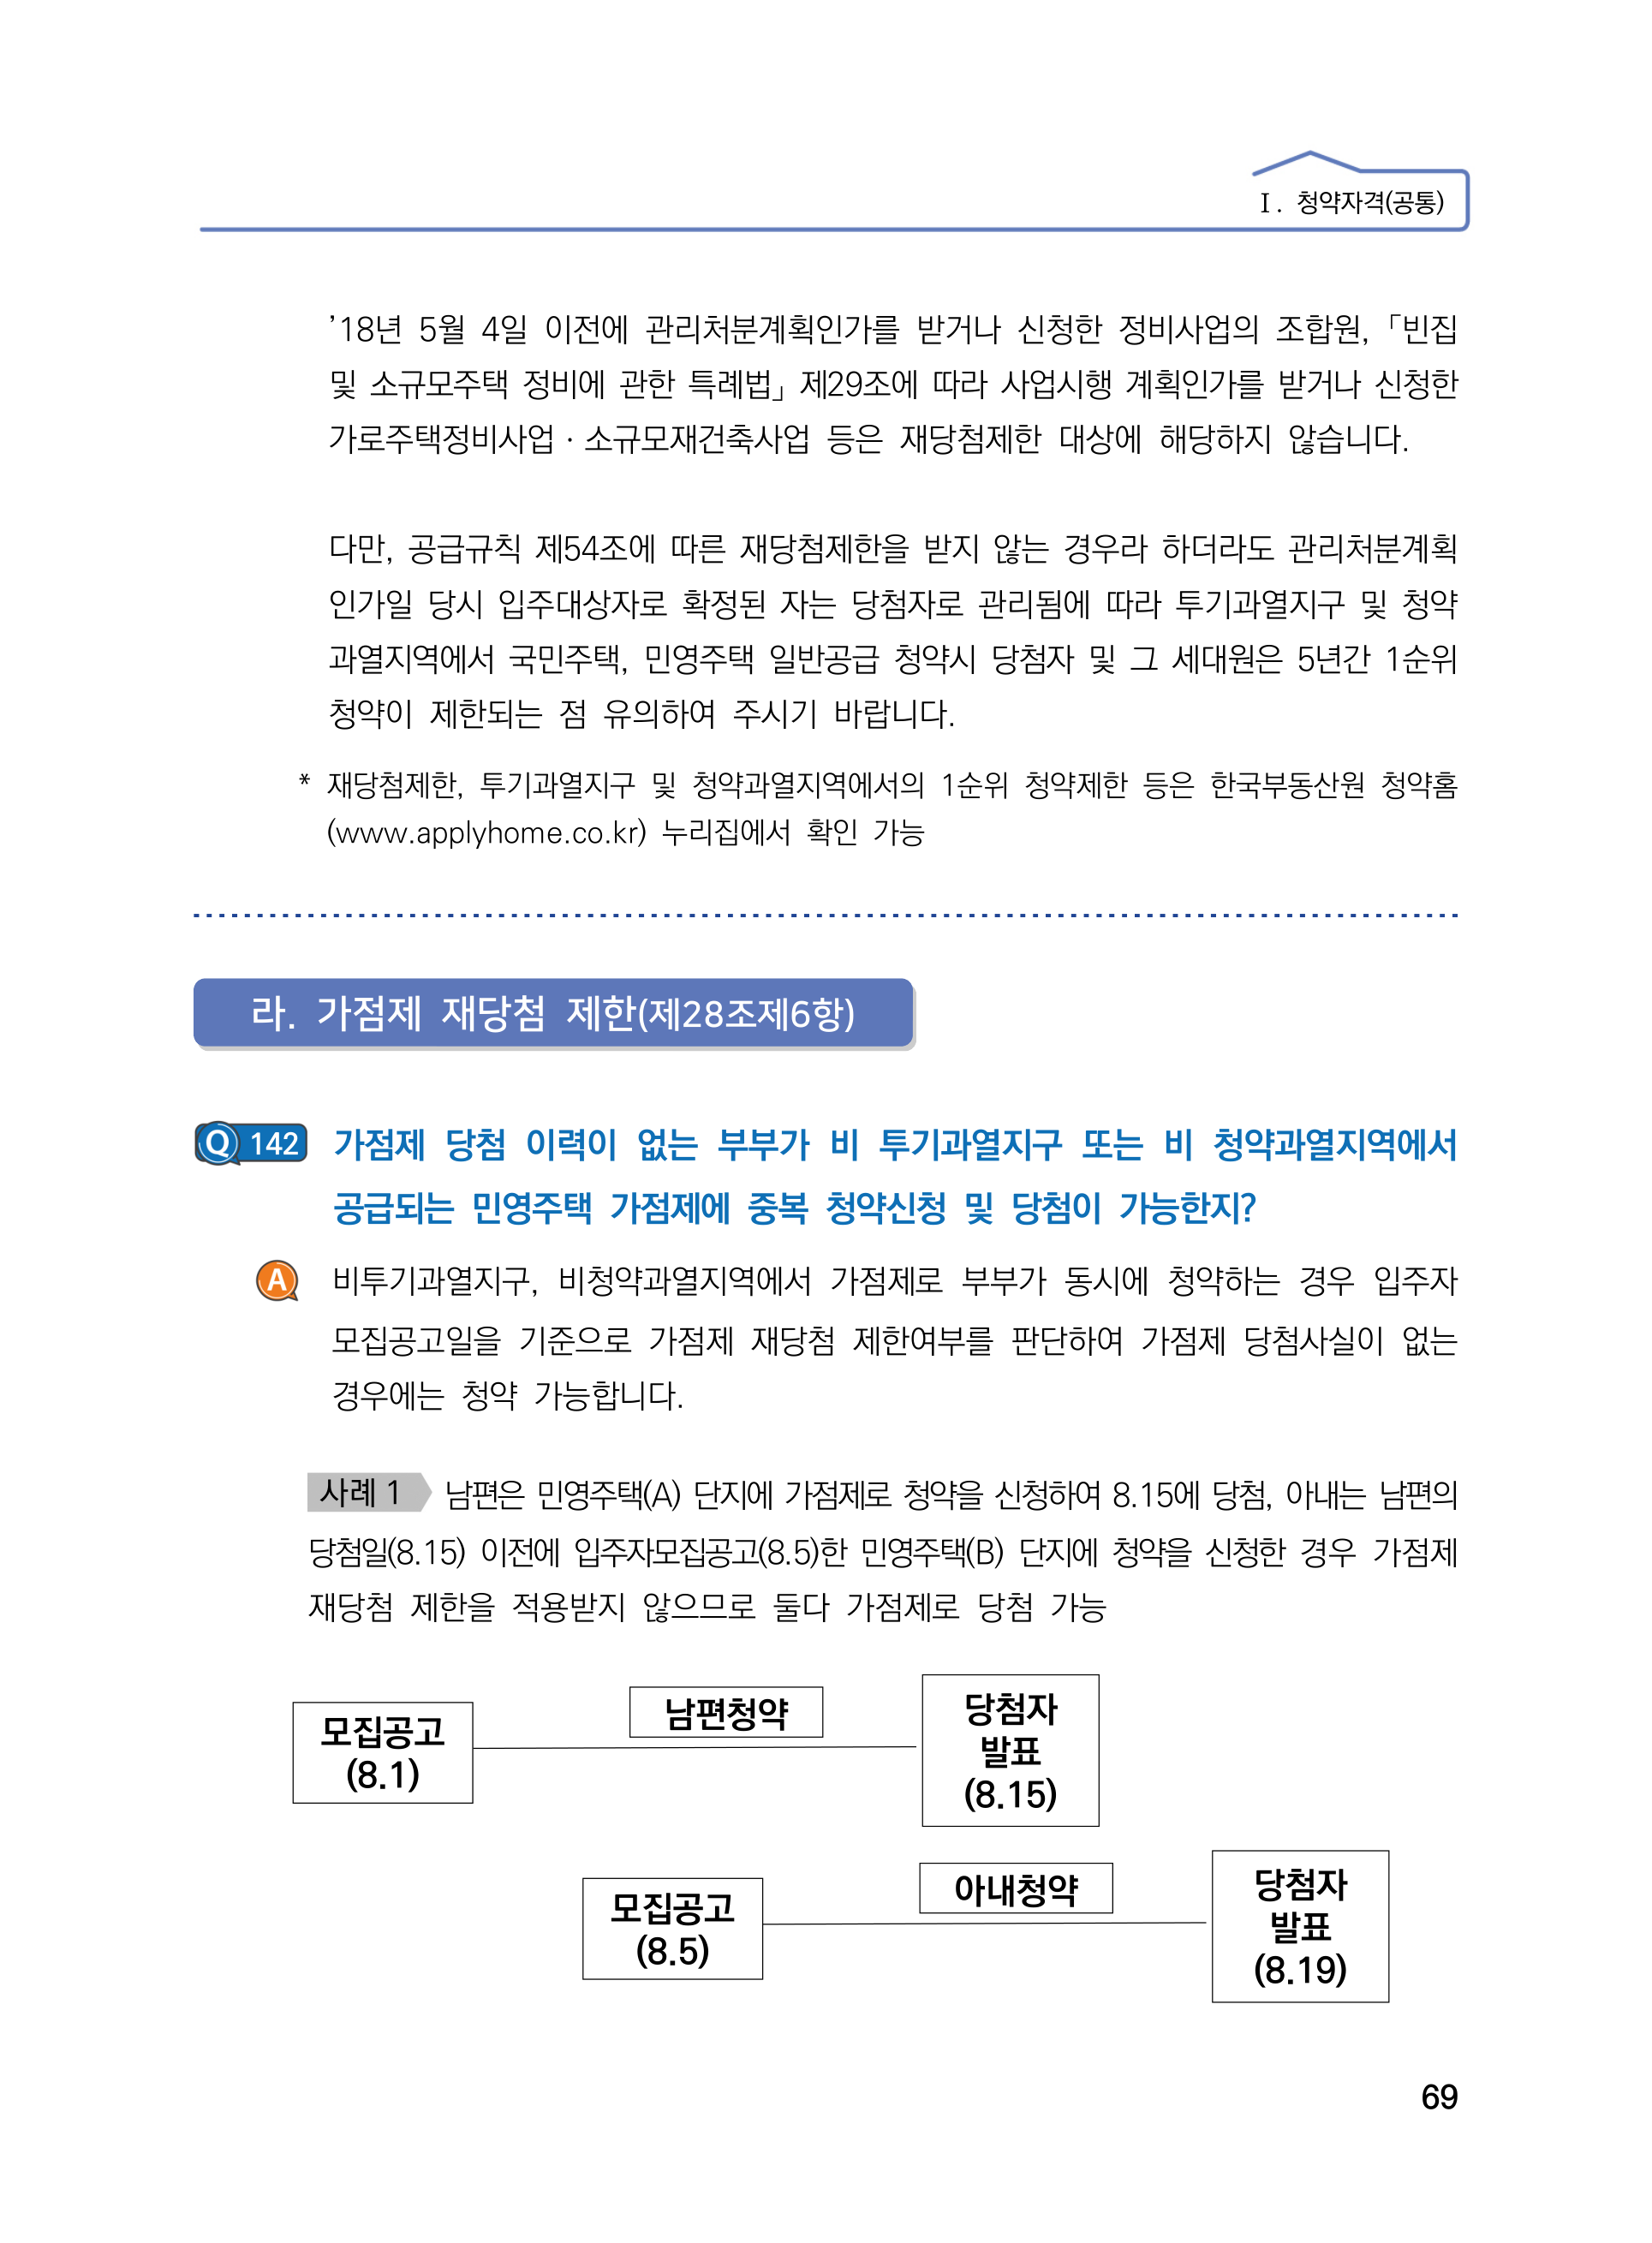 Ⅰ. 청약자격(공통)
’18년 5월 4일 이전에 관리처분계획인가를 받거나 신청한 정비사업의 조합원, 「빈집
및 소규모주택 정비에 관한 특례법」 제29조에 따라 사업시행 계획인가를 받거나 신청한
가로주택정비사업 · 소규모재건축사업 등은 재당첨제한 대상에 해당하지 않습니다.
다만, 공급규칙 제54조에 따른 재당첨제한을 받지 않는 경우라 하더라도 관리처분계획
인가일 당시 입주대상자로 확정된 자는 당첨자로 관리됨에 따라 투기과열지구 및 청약
과열지역에서 국민주택, 민영주택 일반공급 청약시 당첨자 및 그 세대원은 5년간 1순위
청약이 제한되는 점 유의하여 주시기 바랍니다.
* 재당첨제한, 투기과열지구 및 청약과열지역에서의 1순위 청약제한 등은 한국부동산원 청약홈
(www.applyhome.co.kr) 누리집에서 확인 가능
라. 가점제 재당첨 제한(제28조제6항)
Q 142 가점제 당첨 이력이 없는 부부가 비 투기과열지구 또는 비 청약과열지역에서
공급되는 민영주택 가점제에 중복 청약신청 및 당첨이 가능한지?
A 비투기과열지구, 비청약과열지역에서 가점제로 부부가 동시에 청약하는 경우 입주자
모집공고일을 기준으로 가점제 재당첨 제한여부를 판단하여 가점제 당첨사실이 없는
경우에는 청약 가능합니다.
사례 1 남편은 민영주택(A) 단지에 가점제로 청약을 신청하여 8.15에 당첨, 아내는 남편의
당첨일(8.15) 이전에 입주자모집공고(8.5)한 민영주택(B) 단지에 청약을 신청한 경우 가점제
재당첨 제한을 적용받지 않으므로 둘다 가점제로 당첨 가능
모집공고
(8.1)
남편청약
당첨자
발표
(8.15)
모집공고
(8.5)
아내청약
당첨자
발표
(8.19)
69